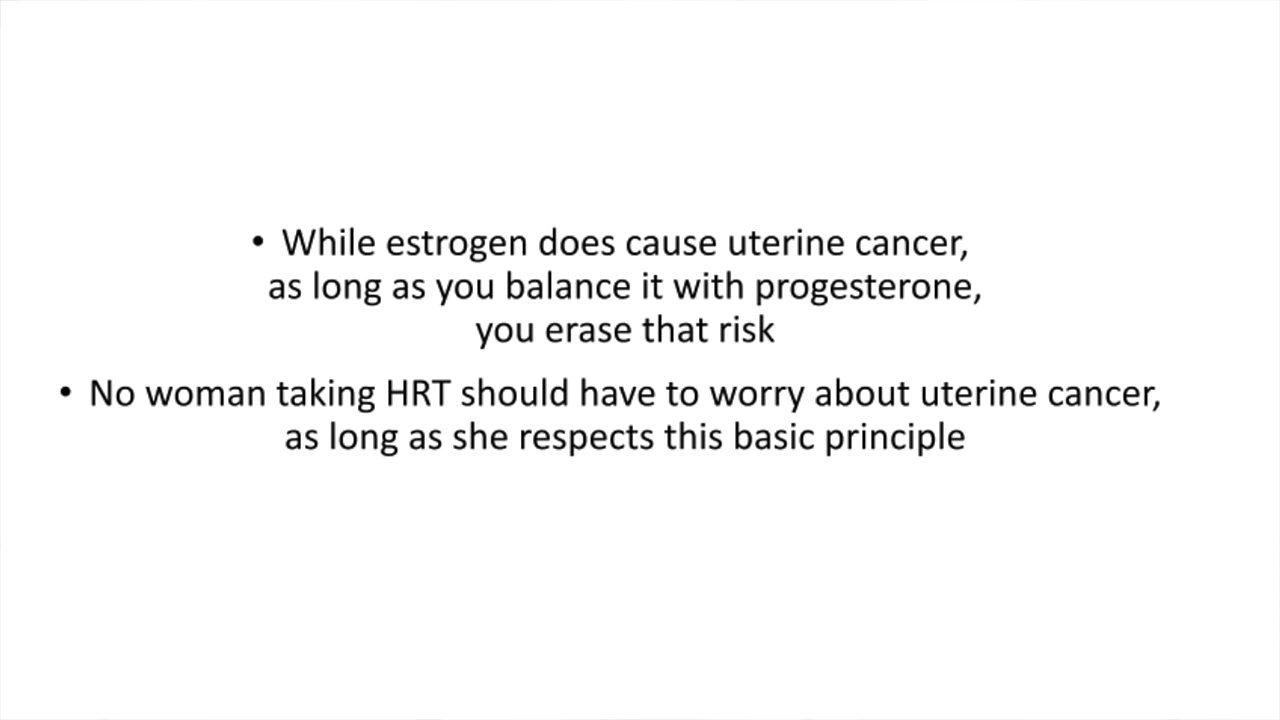 • While estrogen does cause uterine cancer,
as long as you balance it with progesterone,
you erase that risk
• No woman taking HRT should have to worry about uterine cancer,
as long as she respects this basic principle